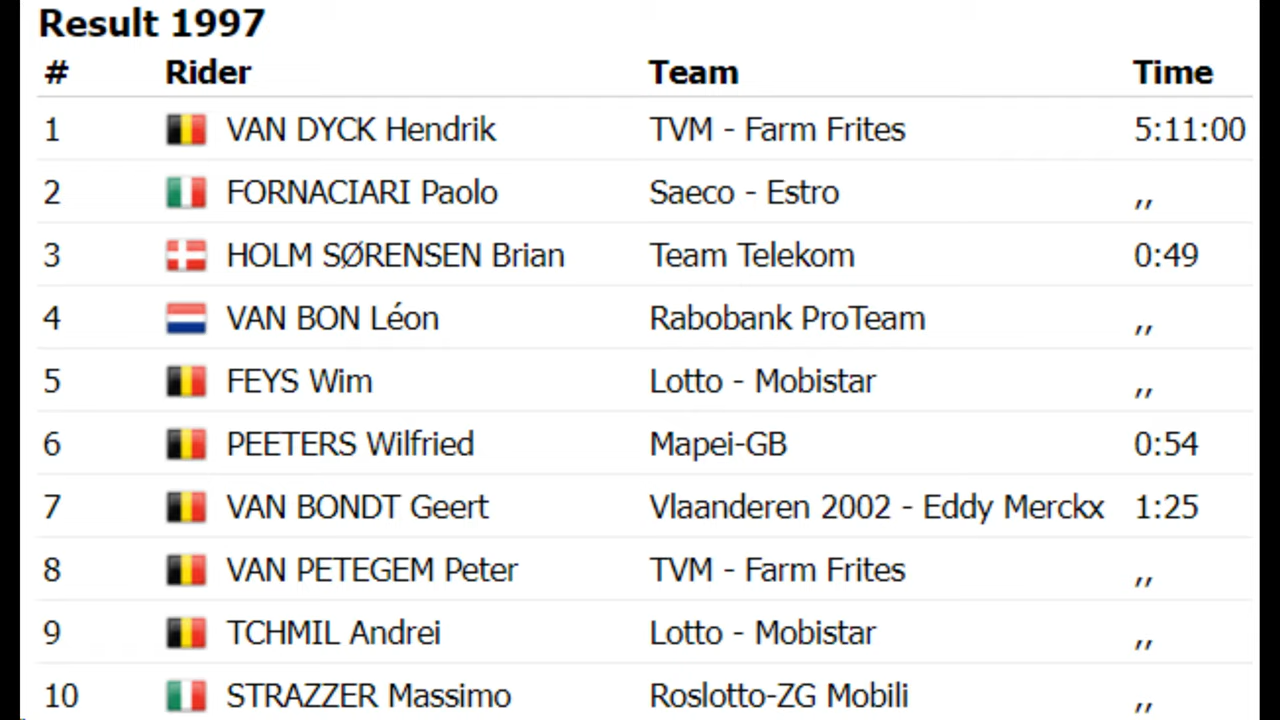 Result 1997
# Rider Team Time
1 VAN DYCK Hendrik TVM - Farm Frites 5:11:00
2 FORNACIARI Paolo Saeco - Estro ,,
3 HOLM SØRENSEN Brian Team Telekom 0:49
4 VAN BON Léon Rabobank ProTeam ,,
5 FEYS Wim Lotto - Mobistar ,,
6 PEETERS Wilfried Mapei-GB 0:54
7 VAN BONDT Geert Vlaanderen 2002 - Eddy Merckx 1:25
8 VAN PETEGEM Peter TVM - Farm Frites ,,
9 TCHMIL Andrei Lotto - Mobistar ,,
10 STRAZZER Massimo Roslotto-ZG Mobili ,,